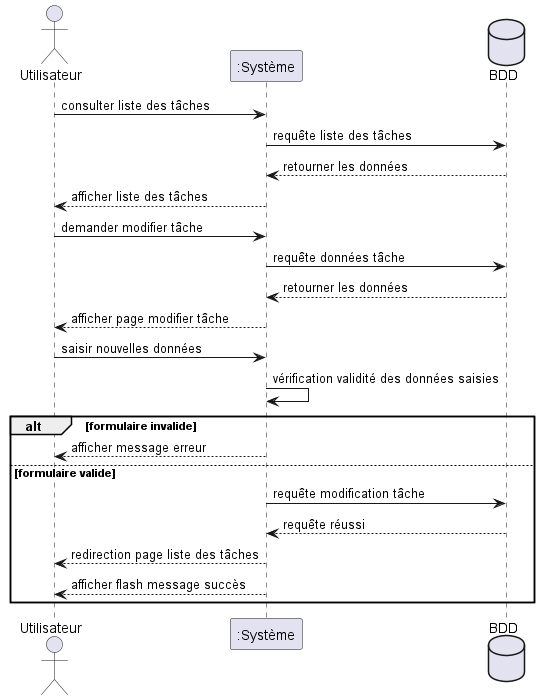 Utilisateur
:Système
BDD
consulter liste des tâches
requête liste des tâches
retourner les données
afficher liste des tâches
demander modifier tâche
requête données tâche
retourner les données
afficher page modifier tâche
saisir nouvelles données
vérification validité des données saisies
alt [formulaire invalide]
afficher message erreur
[formulaire valide]
requête modification tâche
requête réussi
redirection page liste des tâches
afficher flash message succès
Utilisateur
:Système
BDD